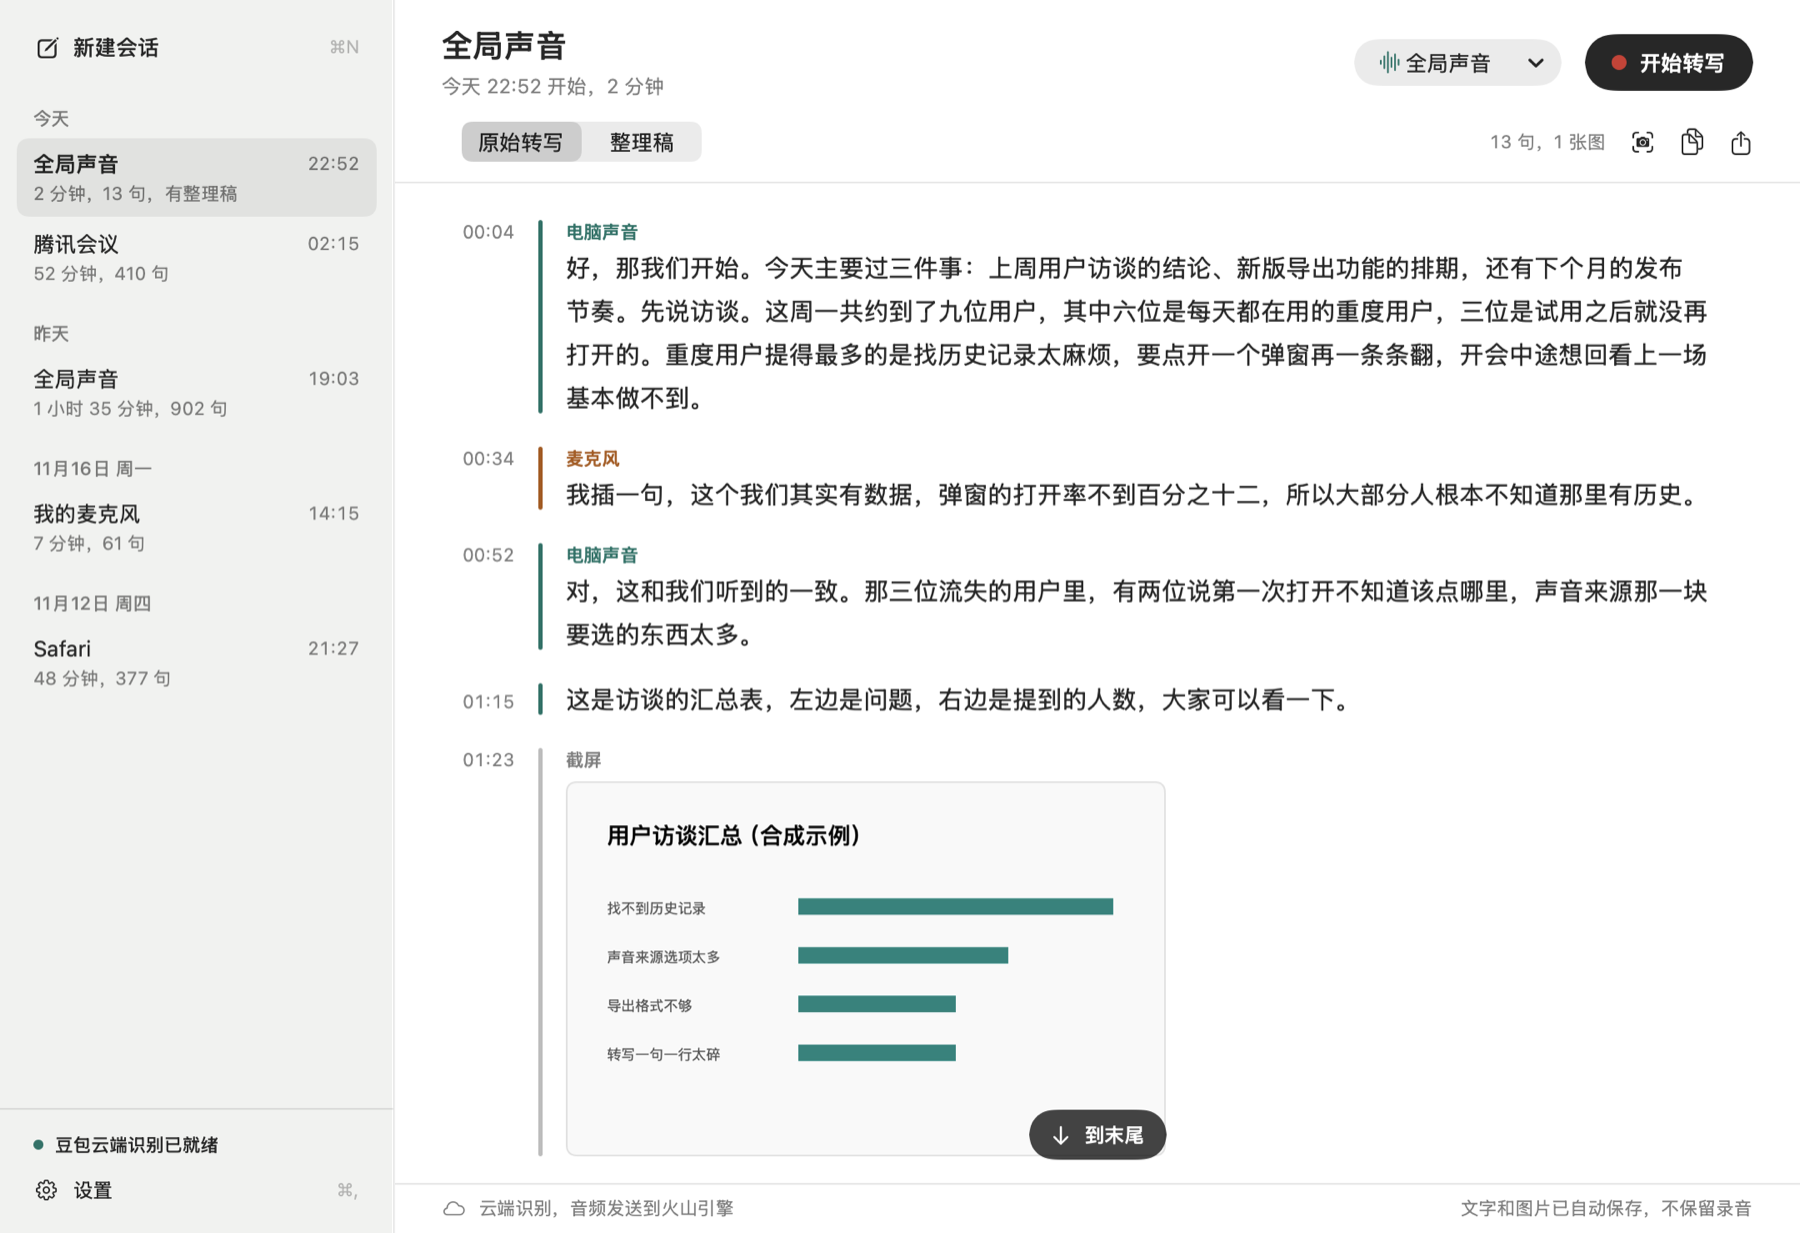 新建会话 ⌘N
今天
全局声音 22:52
2 分钟，13 句，有整理稿
腾讯会议 02:15
52 分钟，410 句
昨天
全局声音 19:03
1 小时 35 分钟，902 句
11月16日 周一
我的麦克风 14:15
7 分钟，61 句
11月12日 周四
Safari 21:27
48 分钟，377 句
豆包云端识别已就绪
设置 ⌘,
全局声音
今天 22:52 开始，2 分钟
全局声音
开始转写
原始转写 整理稿
13 句，1 张图
00:04 电脑声音
好，那我们开始。今天主要过三件事：上周用户访谈的结论、新版导出功能的排期，还有下个月的发布
节奏。先说访谈。这周一共约到了九位用户，其中六位是每天都在用的重度用户，三位是试用之后就没再
打开的。重度用户提得最多的是找历史记录太麻烦，要点开一个弹窗再一条条翻，开会中途想回看上一场
基本做不到。
00:34 麦克风
我插一句，这个我们其实有数据，弹窗的打开率不到百分之十二，所以大部分人根本不知道那里有历史。
00:52 电脑声音
对，这和我们听到的一致。那三位流失的用户里，有两位说第一次打开不知道该点哪里，声音来源那一块
要选的东西太多。
01:15 这是访谈的汇总表，左边是问题，右边是提到的人数，大家可以看一下。
01:23 截屏
用户访谈汇总（合成示例）
找不到历史记录
声音来源选项太多
导出格式不够
转写一句一行太碎
到末尾
云端识别，音频发送到火山引擎
文字和图片已自动保存，不保留录音